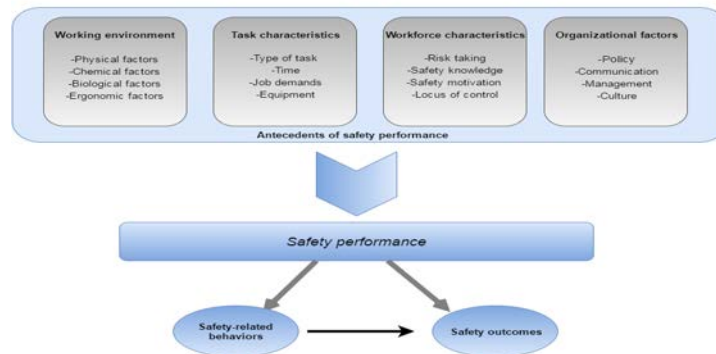 Working environment
-Physical factors
-Chemical factors
-Biological factors
-Ergonomic factors
Task characteristics
-Type of task
-Time
-Job demands
-Equipment
Workforce characteristics
-Risk taking
-Safety knowledge
-Safety motivation
-Locus of control
Organizational factors
-Policy
-Communication
-Management
-Culture
Antecedents of safety performance
Safety performance
Safety-related
behaviors
Safety outcomes